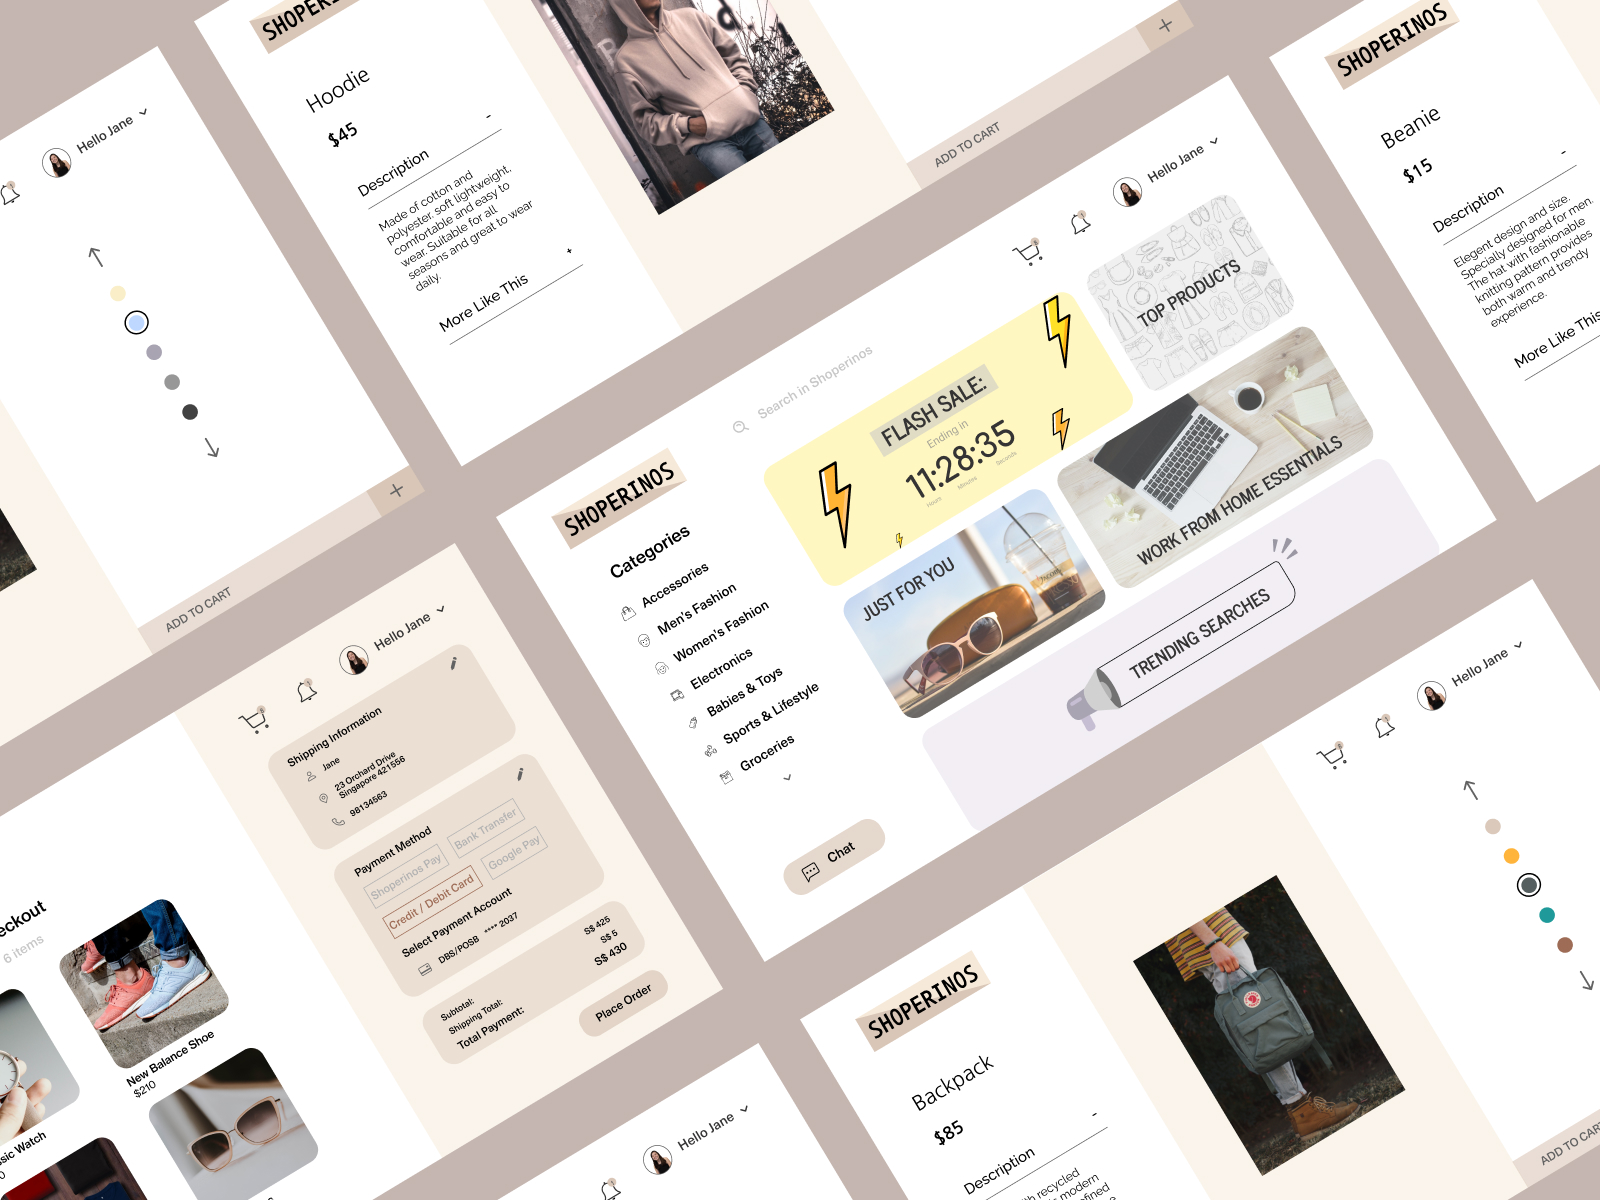 Hello Jane
ADD TO CART
SHOPERINOS
Hoodie
$45
Description
-
Made of cotton and
polyester, soft lightweight,
comfortable and easy to
wear. Suitable for all
seasons and great to wear
daily.
More Like This
+
ADD TO CART
SHOPERINOS
Beanie
$15
Description
-
Elegant design and size.
Specially designed for men.
The hat with fashionable
knitting pattern provides
both warm and trendy
experience.
More Like This
Hello Jane
Search in Shoperinos
SHOPERINOS
Categories
Accessories
Men's Fashion
Women's Fashion
Electronics
Babies & Toys
Sports & Lifestyle
Groceries
Chat
FLASH SALE:
Ending in
11:28:35
Hours
Minutes
Seconds
TOP PRODUCTS
JUST FOR YOU
WORK FROM HOME ESSENTIALS
TRENDING SEARCHES
Hello Jane
Shipping Information
Jane
23 Orchard Drive
Singapore 421556
98134563
Payment Method
Shoperinos Pay
Bank Transfer
Credit / Debit Card
Google Pay
Select Payment Account
DBS/POSB **** 2037
Subtotal: S$ 425
Shipping Total: S$ 5
Total Payment: S$ 430
Place Order
eckout
6 items
New Balance Shoe
$210
sic Watch
0
Hello Jane
SHOPERINOS
Backpack
$85
Description
-
th recycled
s modern
efined
Hello Jane
ADD TO CART